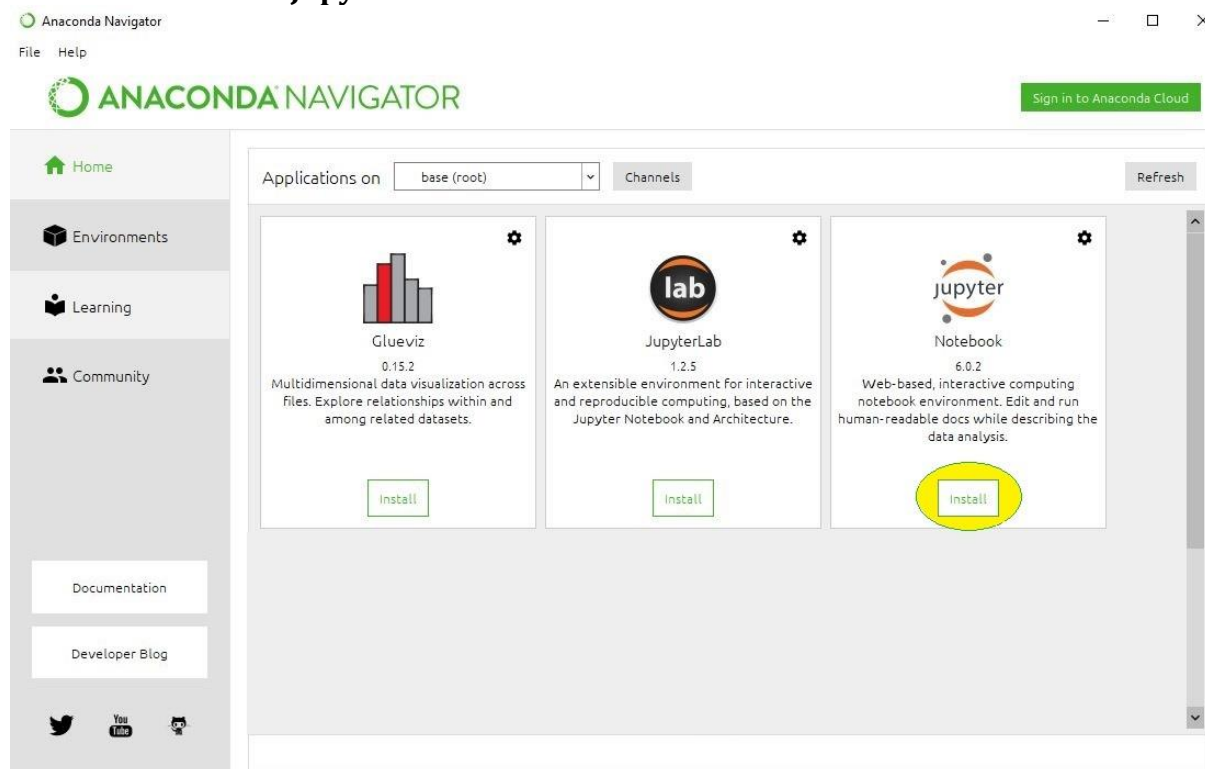 Anaconda Navigator
File Help
ANACONDA NAVIGATOR
Sign in to Anaconda Cloud
Home
Environments
Learning
Community
Documentation
Developer Blog
You
Tube
Applications on base (root) Channels Refresh
Glueviz
0.15.2
Multidimensional data visualization across
files. Explore relationships within and
among related datasets.
Install
lab
JupyterLab
1.2.5
An extensible environment for interactive
and reproducible computing, based on the
Jupyter Notebook and Architecture.
Install
jupyter
Notebook
6.0.2
Web-based, interactive computing
notebook environment. Edit and run
human-readable docs while describing the
data analysis.
Install